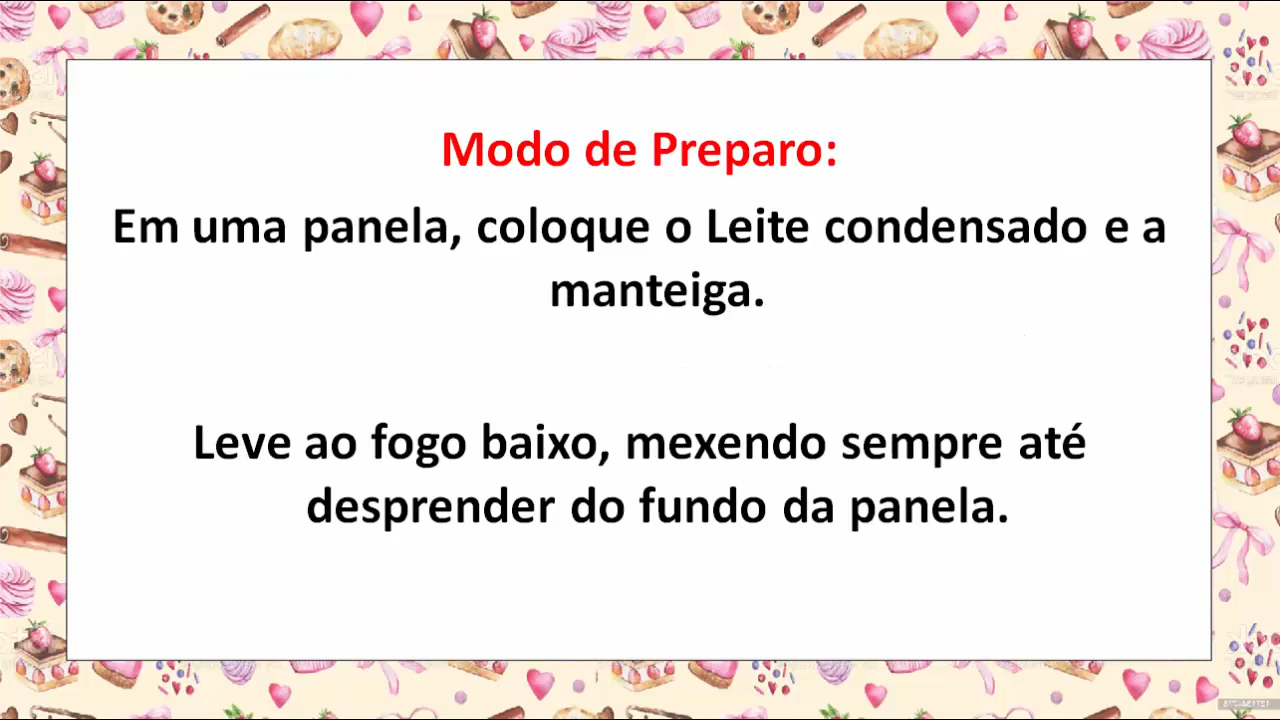 Modo de Preparo:
Em uma panela, coloque o Leite condensado e a
manteiga.
Leve ao fogo baixo, mexendo sempre até
desprender do fundo da panela.